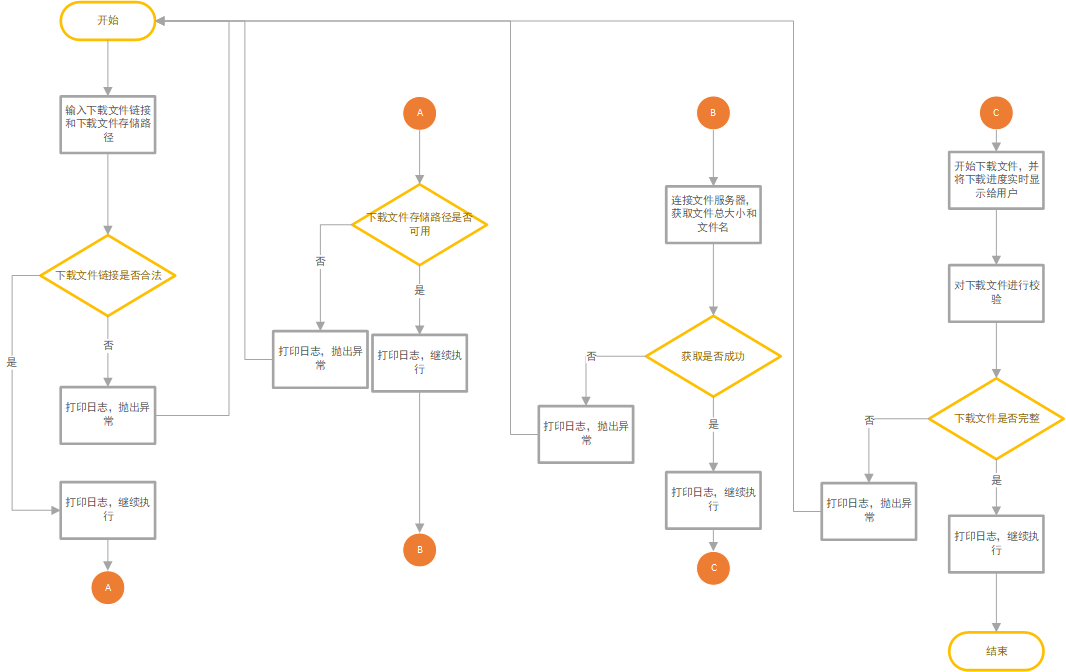 开始
输入下载文件链接
和下载文件存储路
径
下载文件链接是否合法
否
是
打印日志，抛出异
常
打印日志，继续执
行
A
A
下载文件存储路径是否
可用
否
是
打印日志，抛出异
常
打印日志，继续执
行
B
B
连接文件服务器，
获取文件总大小和
文件名
获取是否成功
否
打印日志，抛出异
常
是
打印日志，继续执
行
C
C
开始下载文件，并
将下载进度实时显
示给用户
对下载文件进行校
验
下载文件是否完整
否
打印日志，抛出异
常
是
打印日志，继续执
行
结束